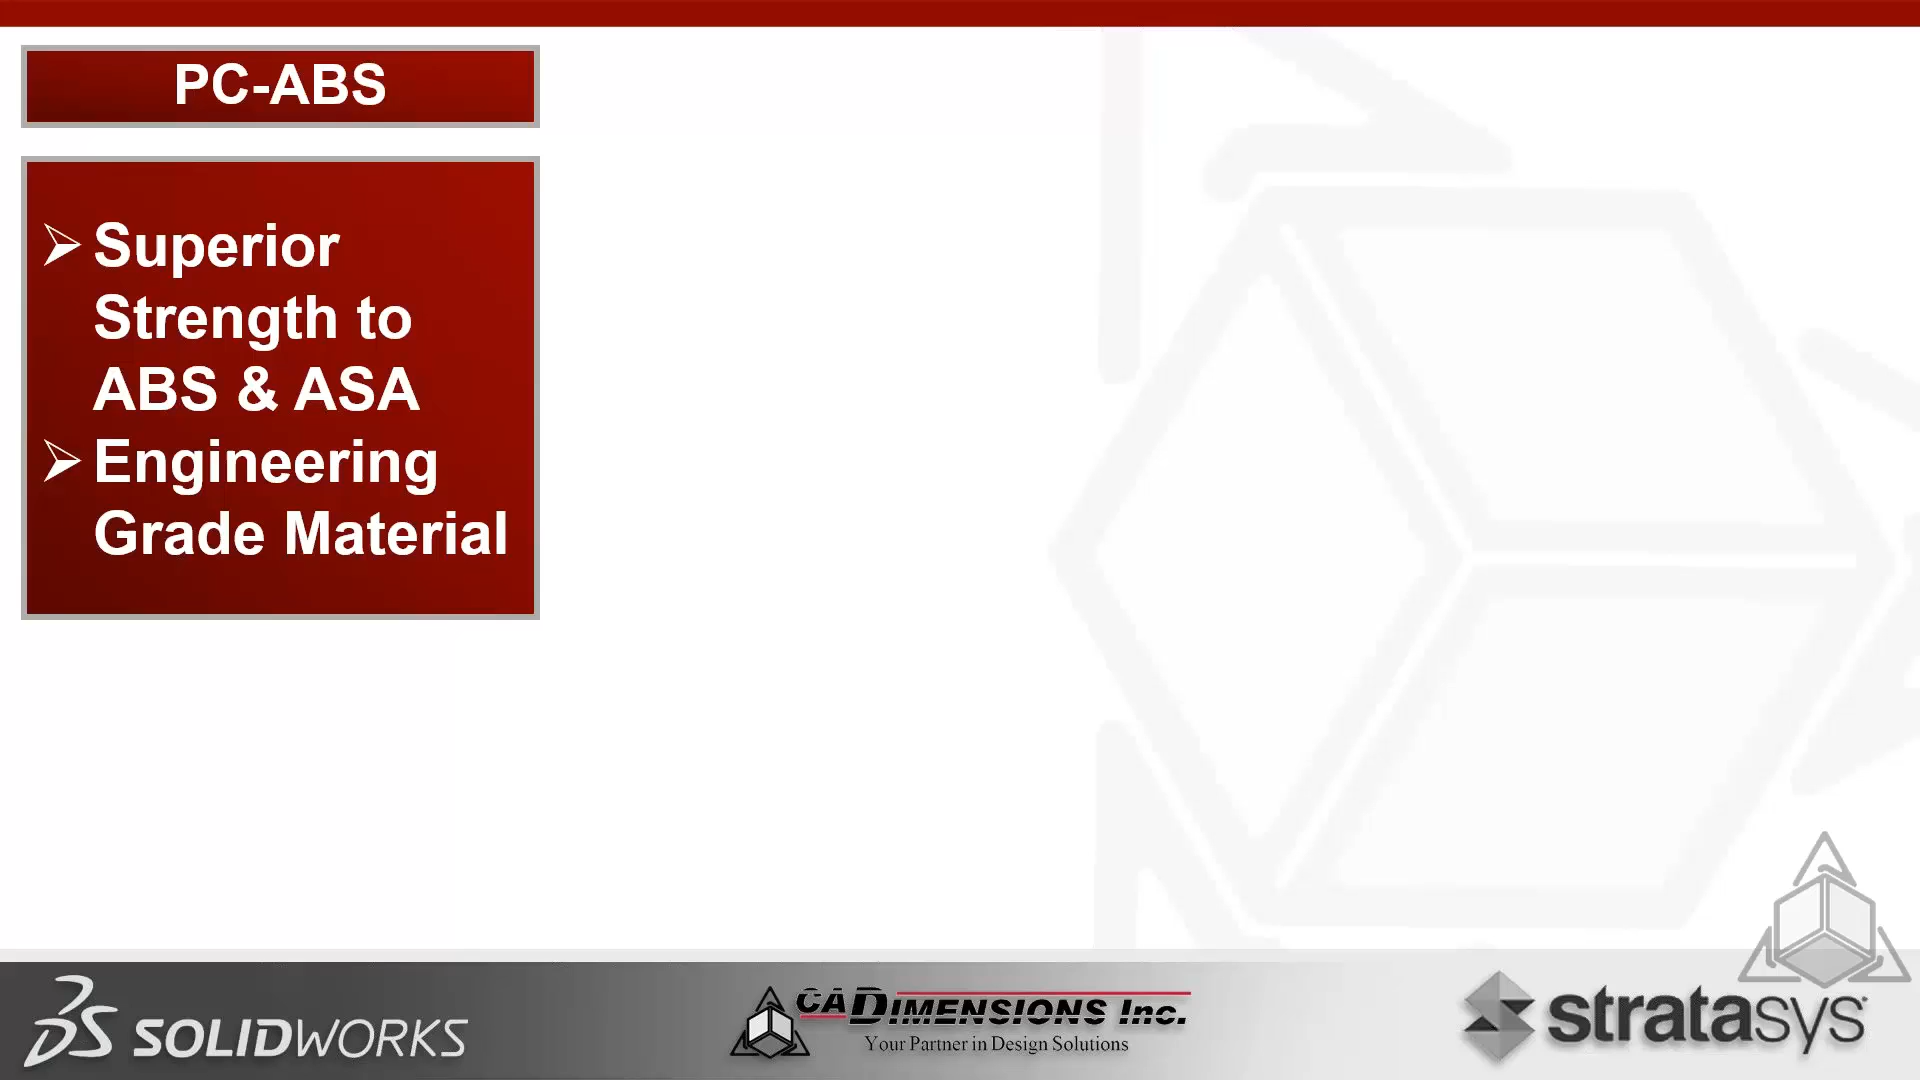 PC-ABS
➢ Superior
Strength to
ABS & ASA
➢ Engineering
Grade Material
SOLIDWORKS
CADIMENSIONS Inc.
Your Partner in Design Solutions
stratasys